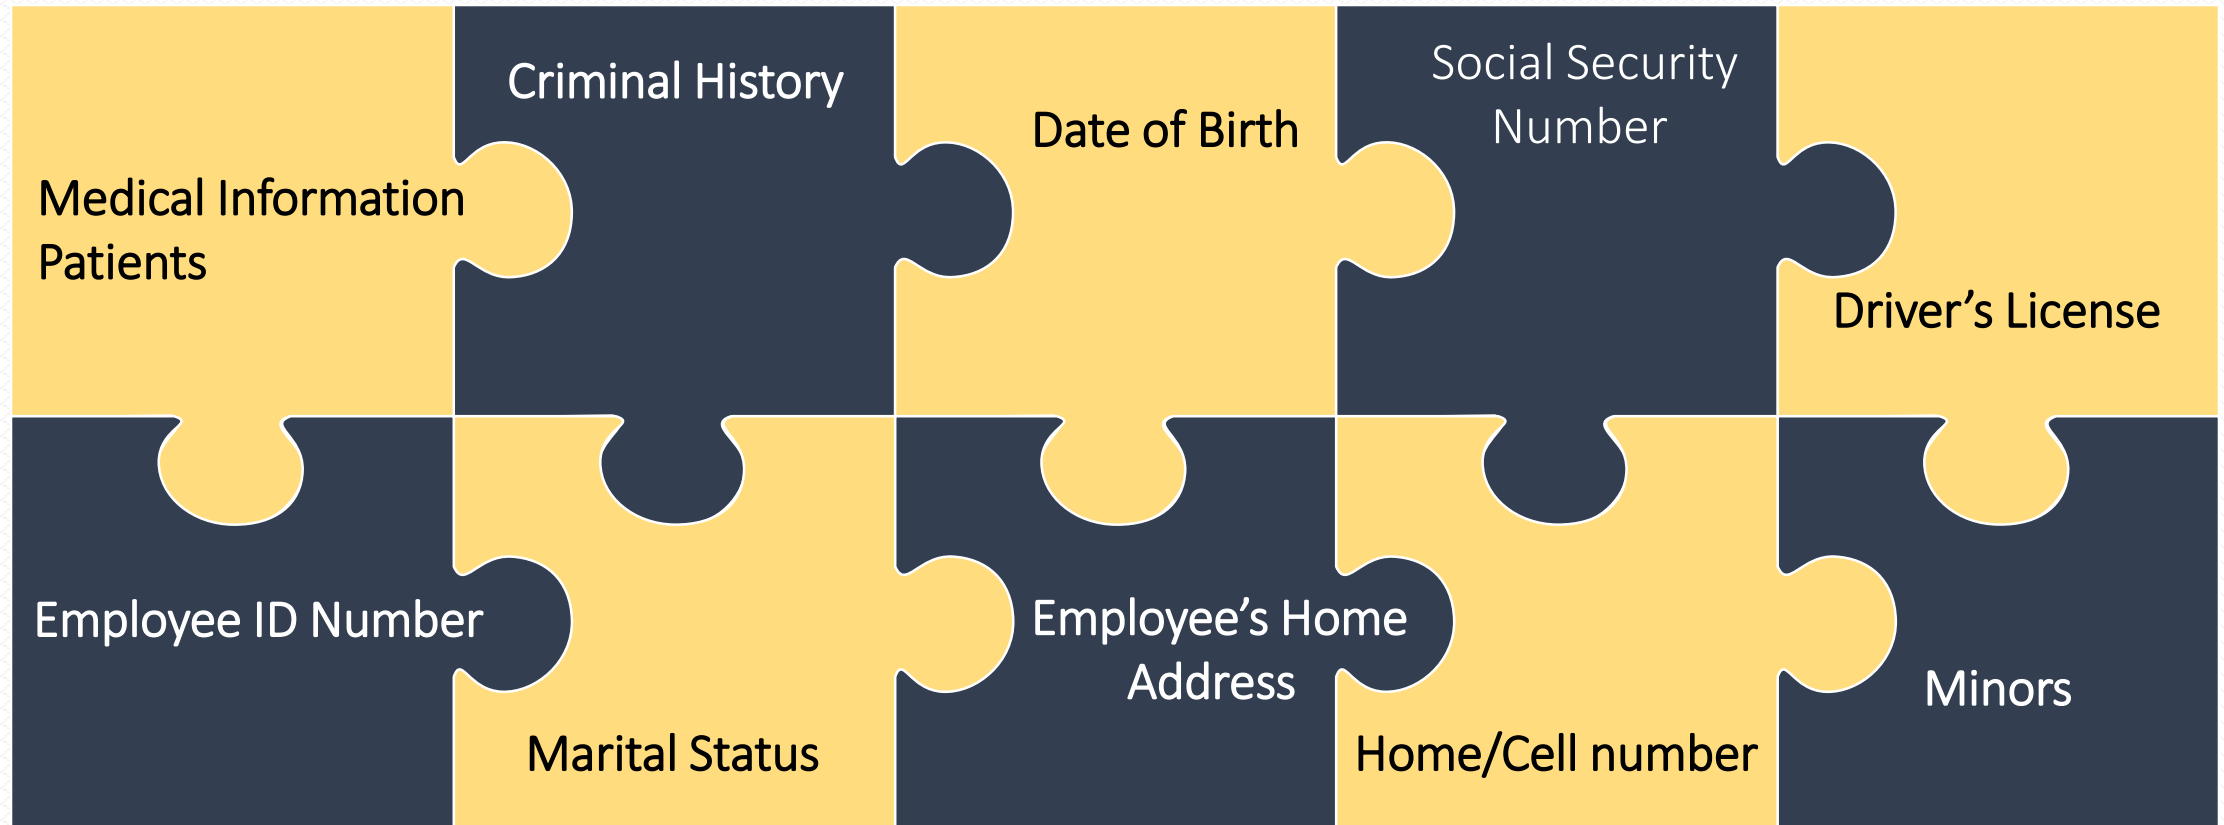 Medical Information
Patients
Criminal History
Date of Birth
Social Security
Number
Driver’s License
Employee ID Number
Marital Status
Employee’s Home
Address
Home/Cell number
Minors